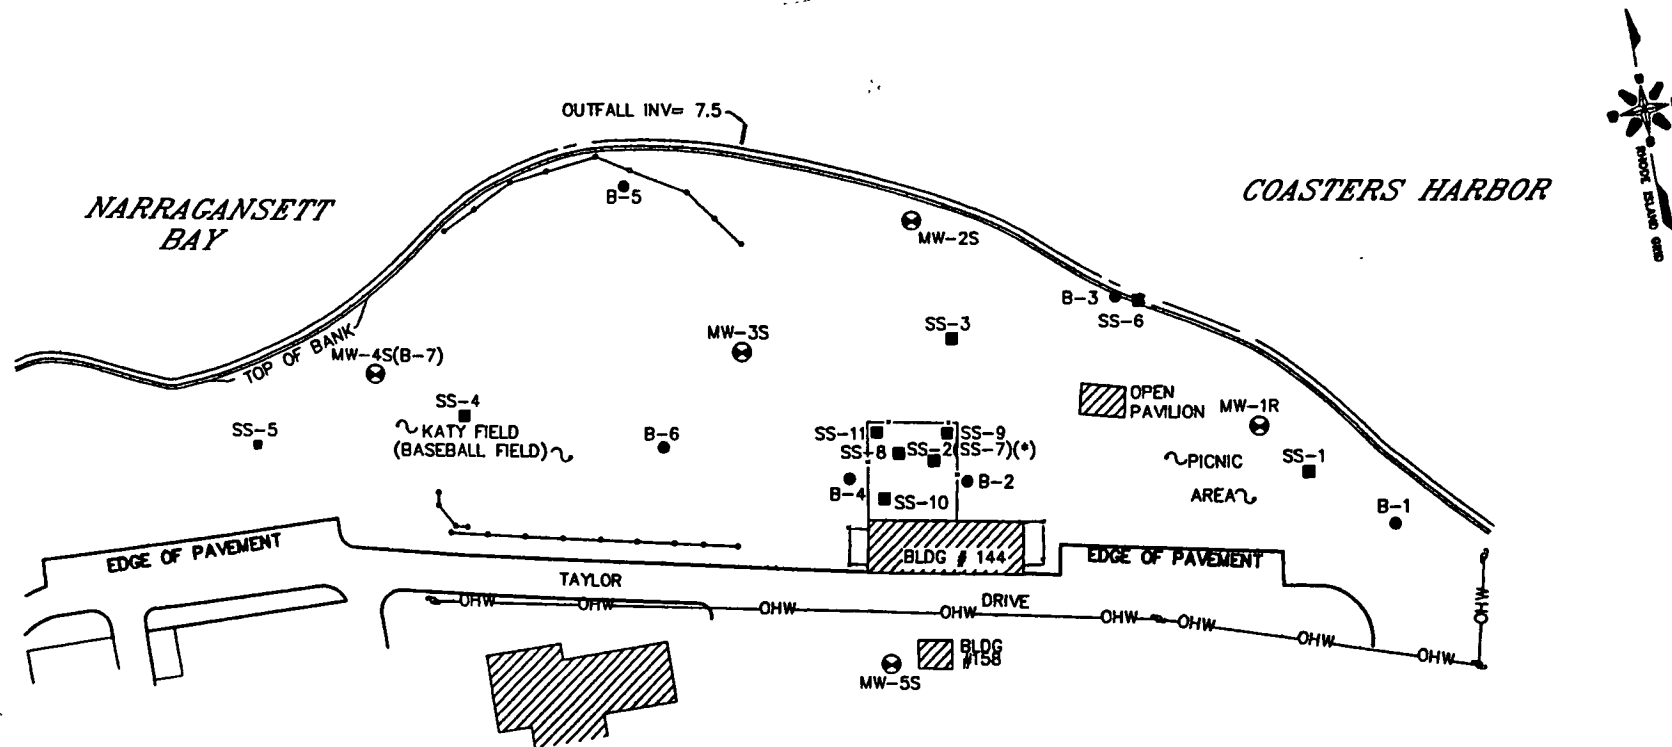 OUTFALL INV= 7.5
NARRAGANSETT
BAY
COASTERS HARBOR
RHODE ISLAND GRID
B-5
MW-2S
B-3
SS-6
SS-3
MW-3S
TOP OF BANK
MW-4S(B-7)
OPEN
PAVILION
MW-1R
SS-4
SS-5
KATY FIELD
(BASEBALL FIELD)
B-6
SS-11
SS-9
SS-8
SS-2(SS-7)(*)
PICNIC
AREA
SS-1
B-4
SS-10
B-2
B-1
EDGE OF PAVEMENT
BLDG # 144
EDGE OF PAVEMENT
TAYLOR
DRIVE
OHW
OHW
OHW
OHW
OHW
OHW
OHW
OHW
OHW
BLDG
#158
MW-5S